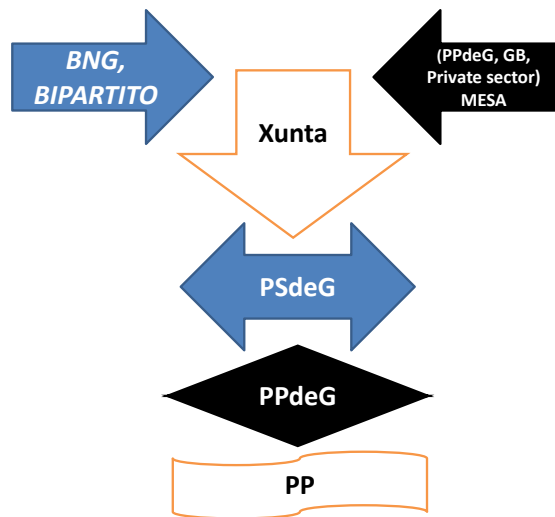 BNG,
BIPARTITO
(PPdeG, GB,
Private sector)
MESA
Xunta
PSdeG
PPdeG
PP